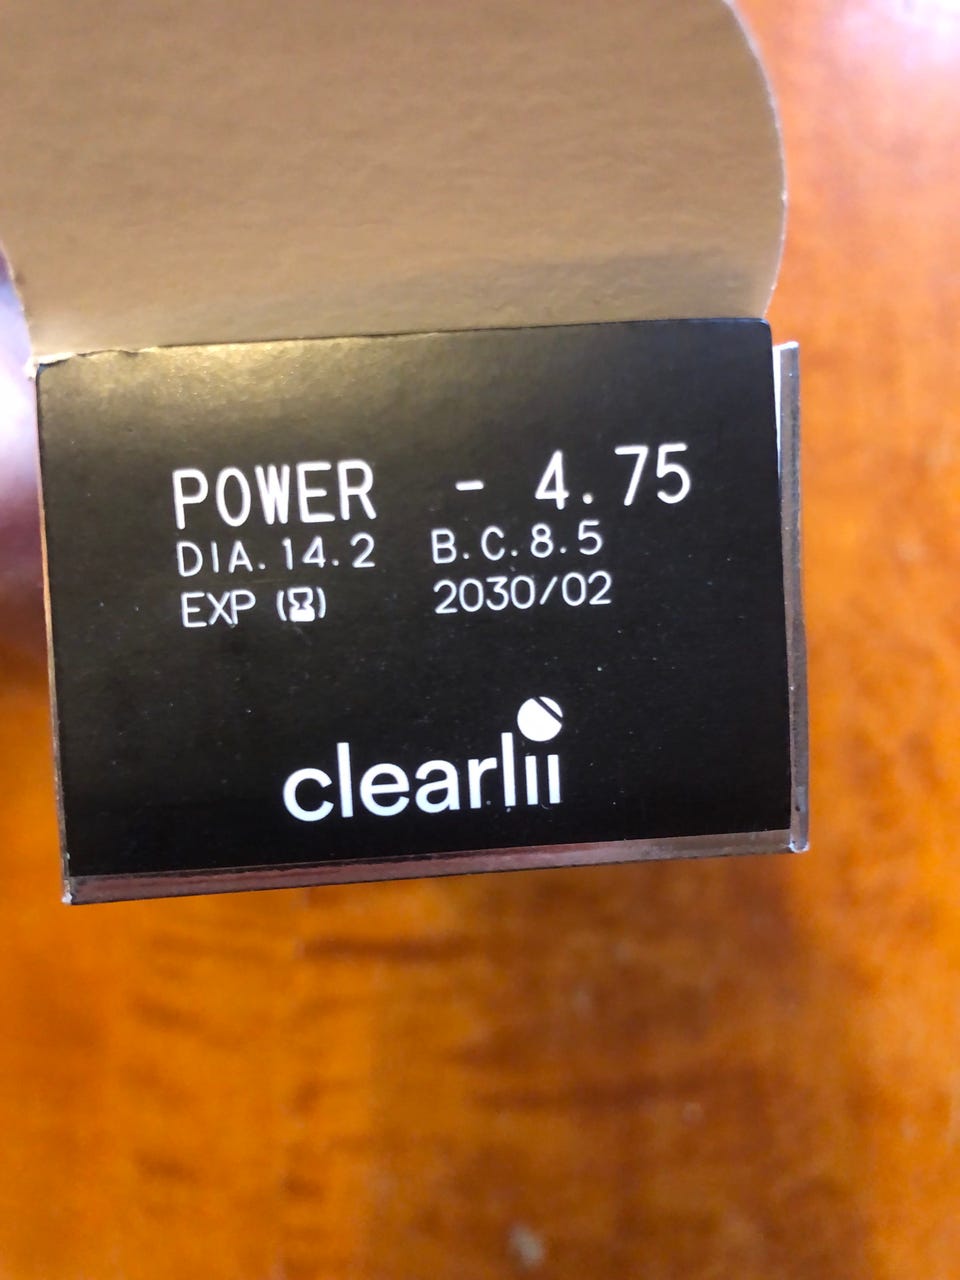 POWER - 4.75
DIA.14.2 B.C.8.5
EXP (⌛) 2030/02
clearlii